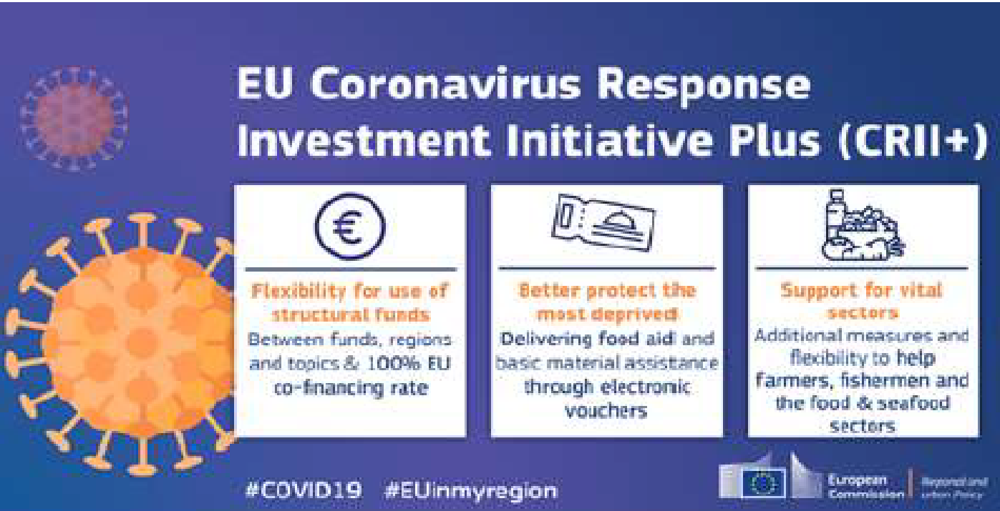 EU Coronavirus Response
Investment Initiative Plus (CRII+)
€
Flexibility for use of
structural funds
Between funds, regions
and topics & 100% EU
co-financing rate
Better protect the
most deprived
Delivering food aid and
basic material assistance
through electronic
vouchers
Support for vital
sectors
Additional measures and
flexibility to help
farmers, fishermen and
the food & seafood
sectors
#COVID19 #EUinmyregion
European
Commission
Regional and
Urban Policy